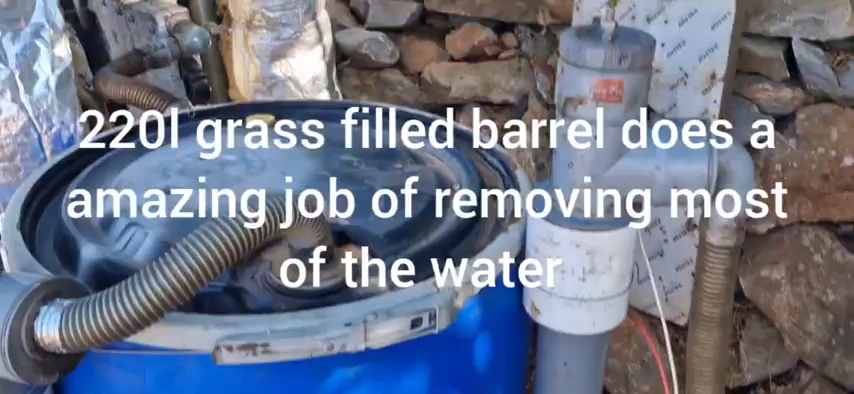 220l grass filled barrel does a
amazing job of removing most
of the water